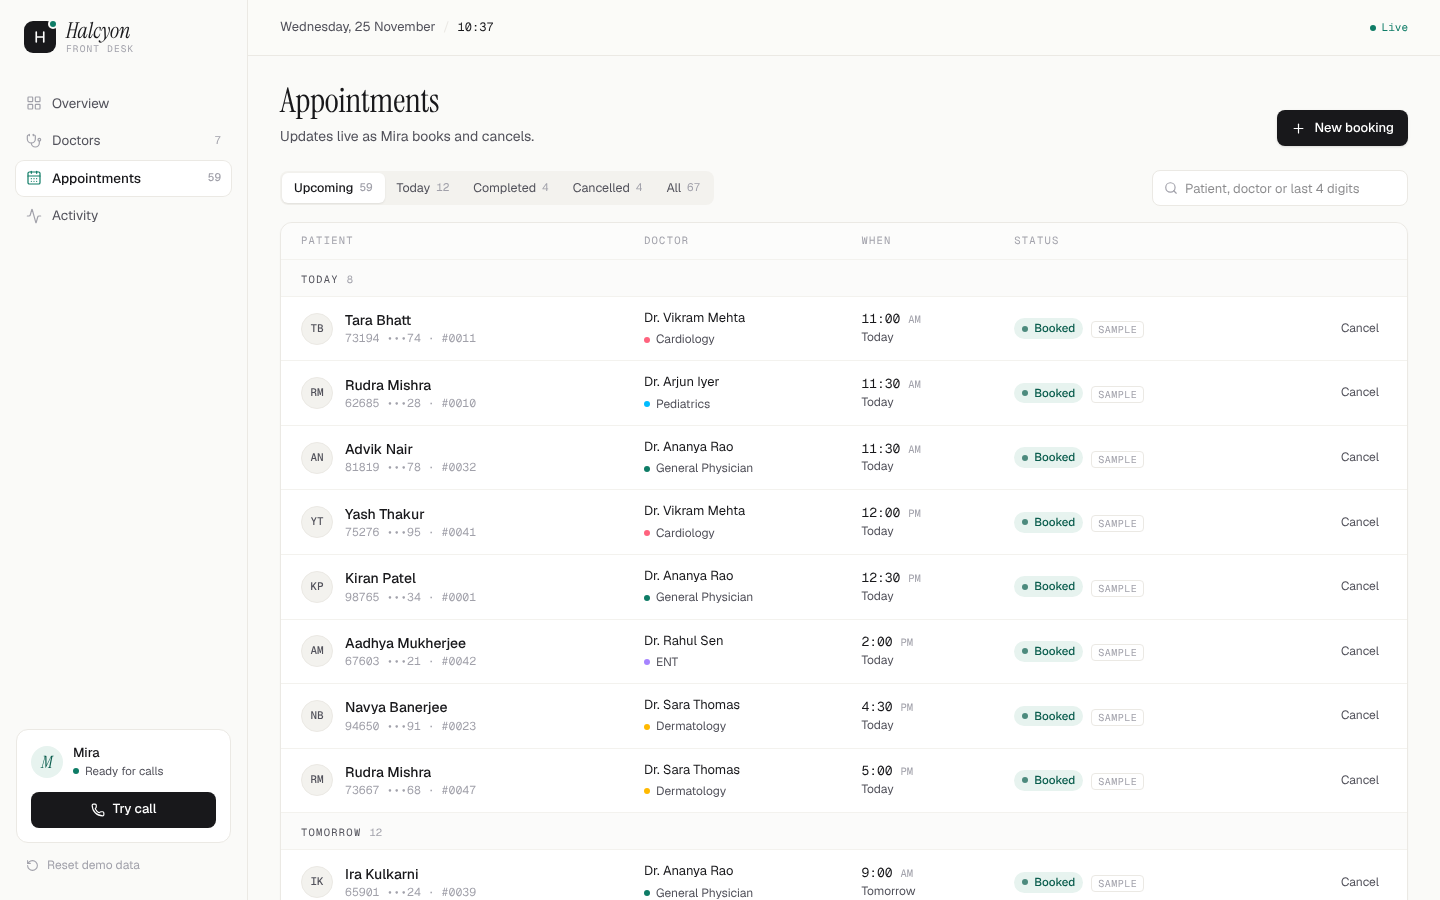 H
Halcyon
FRONT DESK
Overview
Doctors 7
Appointments 59
Activity
Mira
M
Ready for calls
Try call
Reset demo data
Wednesday, 25 November / 10:37
Live
Appointments
Updates live as Mira books and cancels.
+ New booking
Upcoming 59 Today 12 Completed 4 Cancelled 4 All 67
Patient, doctor or last 4 digits
PATIENT DOCTOR WHEN STATUS
TODAY 8
TB Tara Bhatt Dr. Vikram Mehta 11:00 AM Booked SAMPLE Cancel
73194 •••74 · #0011 Cardiology Today
RM Rudra Mishra Dr. Arjun Iyer 11:30 AM Booked SAMPLE Cancel
62685 •••28 · #0010 Pediatrics Today
AN Advik Nair Dr. Ananya Rao 11:30 AM Booked SAMPLE Cancel
81819 •••78 · #0032 General Physician Today
YT Yash Thakur Dr. Vikram Mehta 12:00 PM Booked SAMPLE Cancel
75276 •••95 · #0041 Cardiology Today
KP Kiran Patel Dr. Ananya Rao 12:30 PM Booked SAMPLE Cancel
98765 •••34 · #0001 General Physician Today
AM Aadhya Mukherjee Dr. Rahul Sen 2:00 PM Booked SAMPLE Cancel
67603 •••21 · #0042 ENT Today
NB Navya Banerjee Dr. Sara Thomas 4:30 PM Booked SAMPLE Cancel
94650 •••91 · #0023 Dermatology Today
RM Rudra Mishra Dr. Sara Thomas 5:00 PM Booked SAMPLE Cancel
73667 •••68 · #0047 Dermatology Today
TOMORROW 12
IK Ira Kulkarni Dr. Ananya Rao 9:00 AM Booked SAMPLE Cancel
65901 •••24 · #0039 General Physician Tomorrow